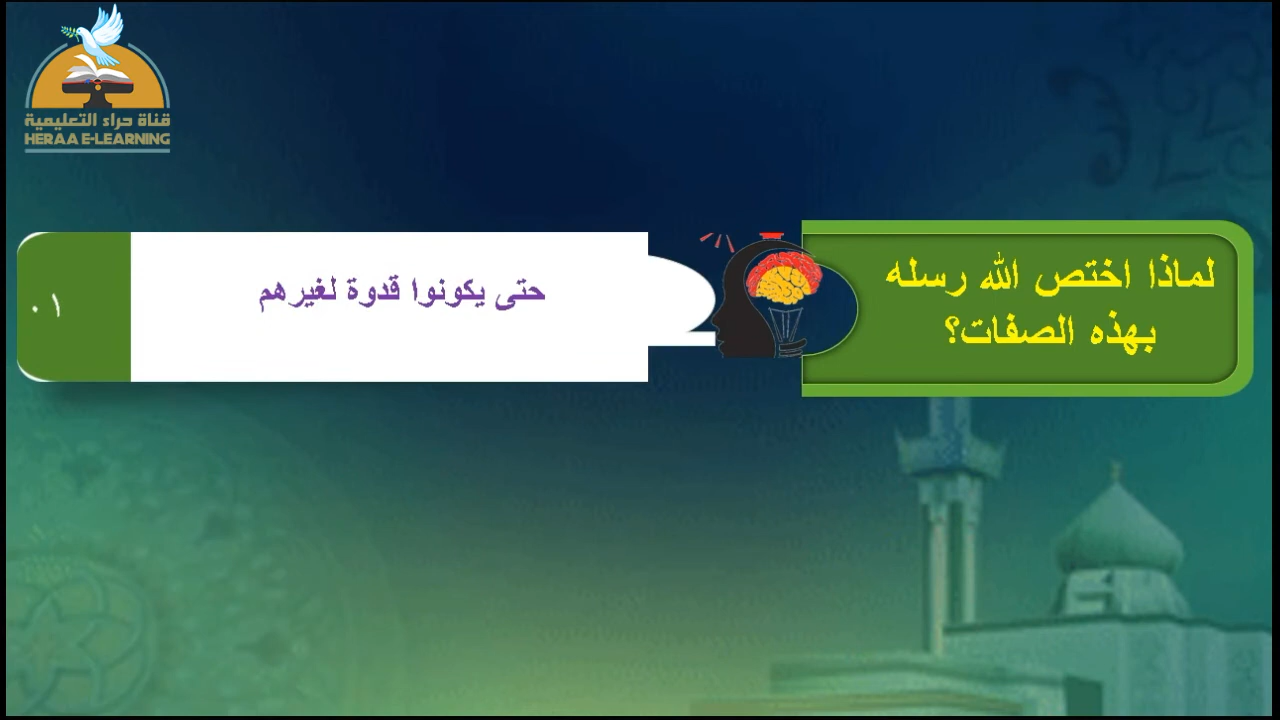 قناة حراء التعليمية
HERAA E-LEARNING
لماذا اختص الله رسله
بهذه الصفات؟
حتى يكونوا قدوة لغيرهم
٠١